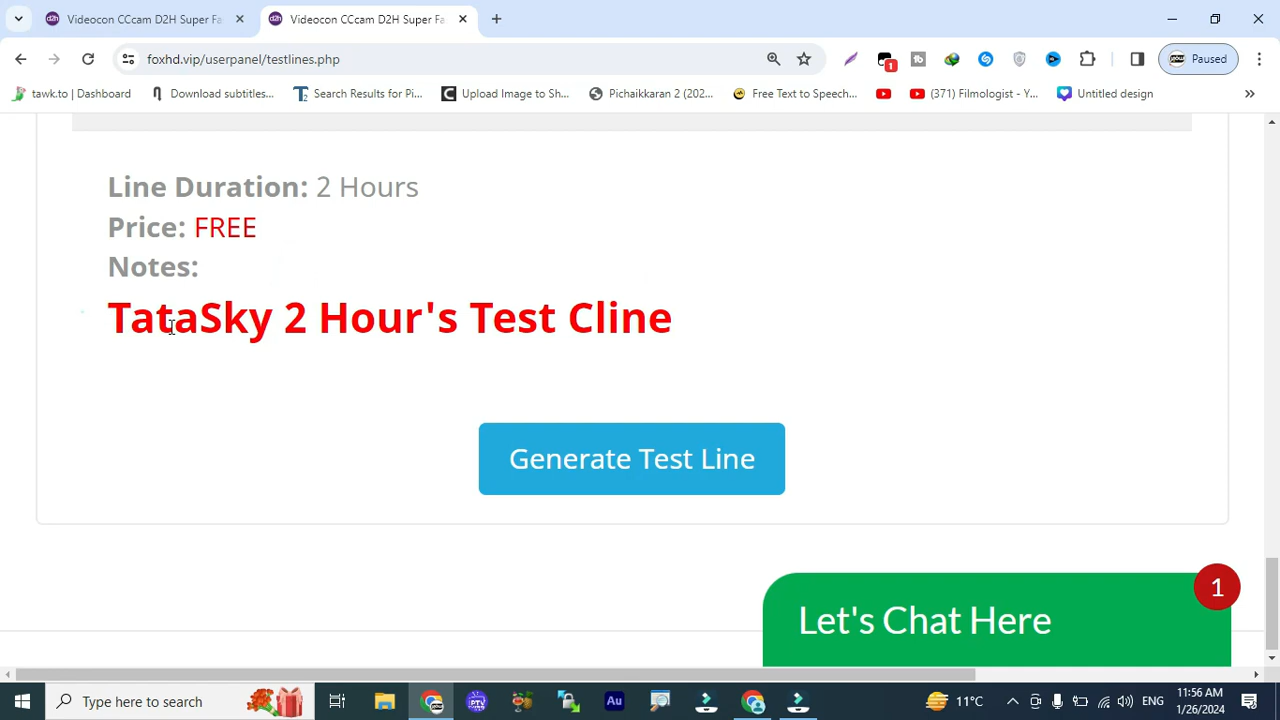 Videocon CCcam D2H Super Fa
Videocon CCcam D2H Super Fa
foxhd.vip/userpanel/testlines.php
1
Paused
tawk.to | Dashboard
Download subtitles...
Search Results for Pi...
Upload Image to Sh...
Pichaikkaran 2 (202...
Free Text to Speech...
(371) Filmologist - Y...
Untitled design
Line Duration: 2 Hours
Price: FREE
Notes:
TataSky 2 Hour's Test Cline
Generate Test Line
1
Let's Chat Here
Type here to search
Au
11°C
ENG
11:56 AM
1/26/2024